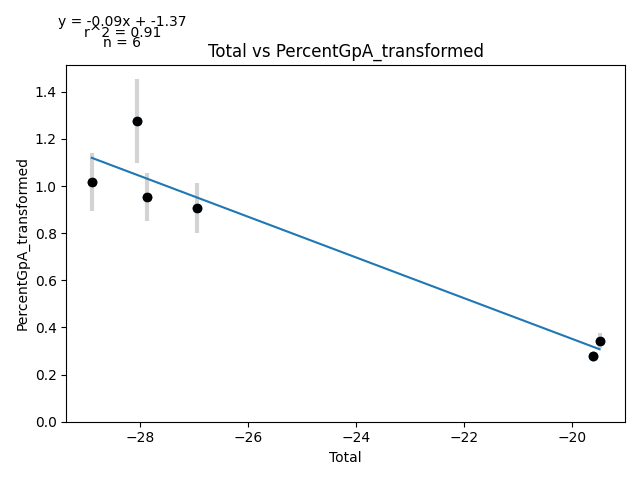 y = -0.09x + -1.37
r^2 = 0.91
n = 6
Total vs PercentGpA_transformed
PercentGpA_transformed
1.4
1.2
1.0
0.8
0.6
0.4
0.2
0.0
−28
−26
−24
−22
−20
Total